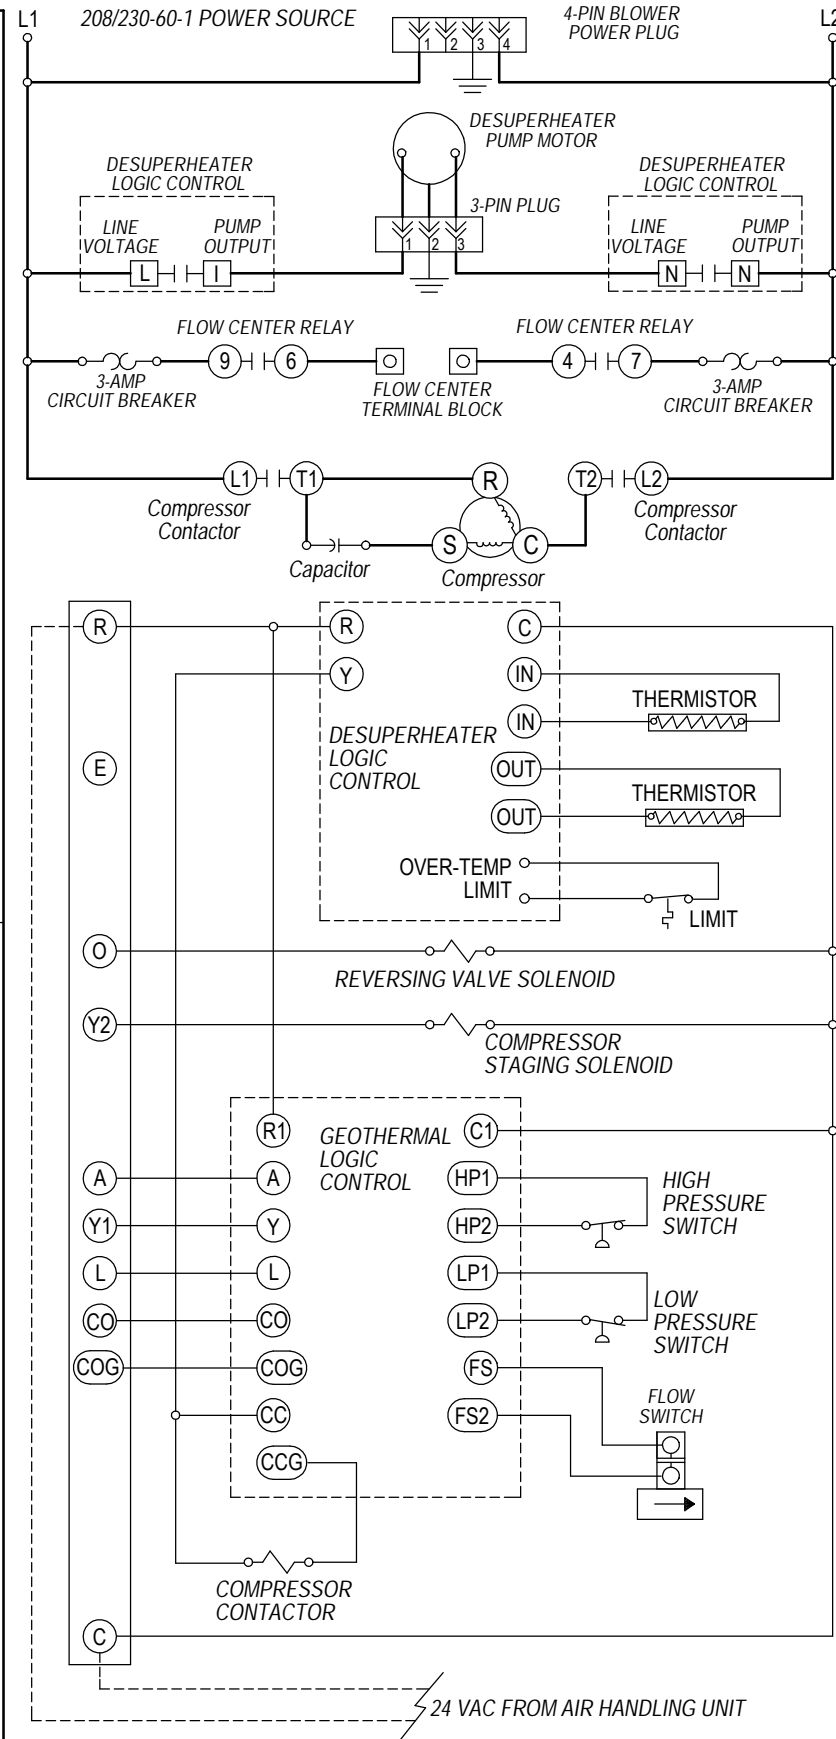 L1
208/230-60-1 POWER SOURCE
4-PIN BLOWER
POWER PLUG
L2
1 2 3 4
DESUPERHEATER
PUMP MOTOR
DESUPERHEATER
LOGIC CONTROL
DESUPERHEATER
LOGIC CONTROL
3-PIN PLUG
LINE
VOLTAGE
PUMP
OUTPUT
1 2 3
LINE
VOLTAGE
PUMP
OUTPUT
L I
N N
FLOW CENTER RELAY
FLOW CENTER RELAY
9 6
4 7
3-AMP
CIRCUIT BREAKER
FLOW CENTER
TERMINAL BLOCK
3-AMP
CIRCUIT BREAKER
L1 T1
R
T2 L2
Compressor
Contactor
Compressor
Contactor
S C
Capacitor
Compressor
R
R
C
Y
IN
THERMISTOR
IN
DESUPERHEATER
LOGIC
CONTROL
E
OUT
THERMISTOR
OUT
OVER-TEMP
LIMIT
LIMIT
O
REVERSING VALVE SOLENOID
Y2
COMPRESSOR
STAGING SOLENOID
R1
GEOTHERMAL
LOGIC
CONTROL
C1
A
A
HP1
HIGH
PRESSURE
SWITCH
Y1
Y
HP2
L
L
LP1
LOW
PRESSURE
SWITCH
CO
CO
LP2
COG
COG
FS
FLOW
SWITCH
CC
FS2
CCG
COMPRESSOR
CONTACTOR
C
24 VAC FROM AIR HANDLING UNIT